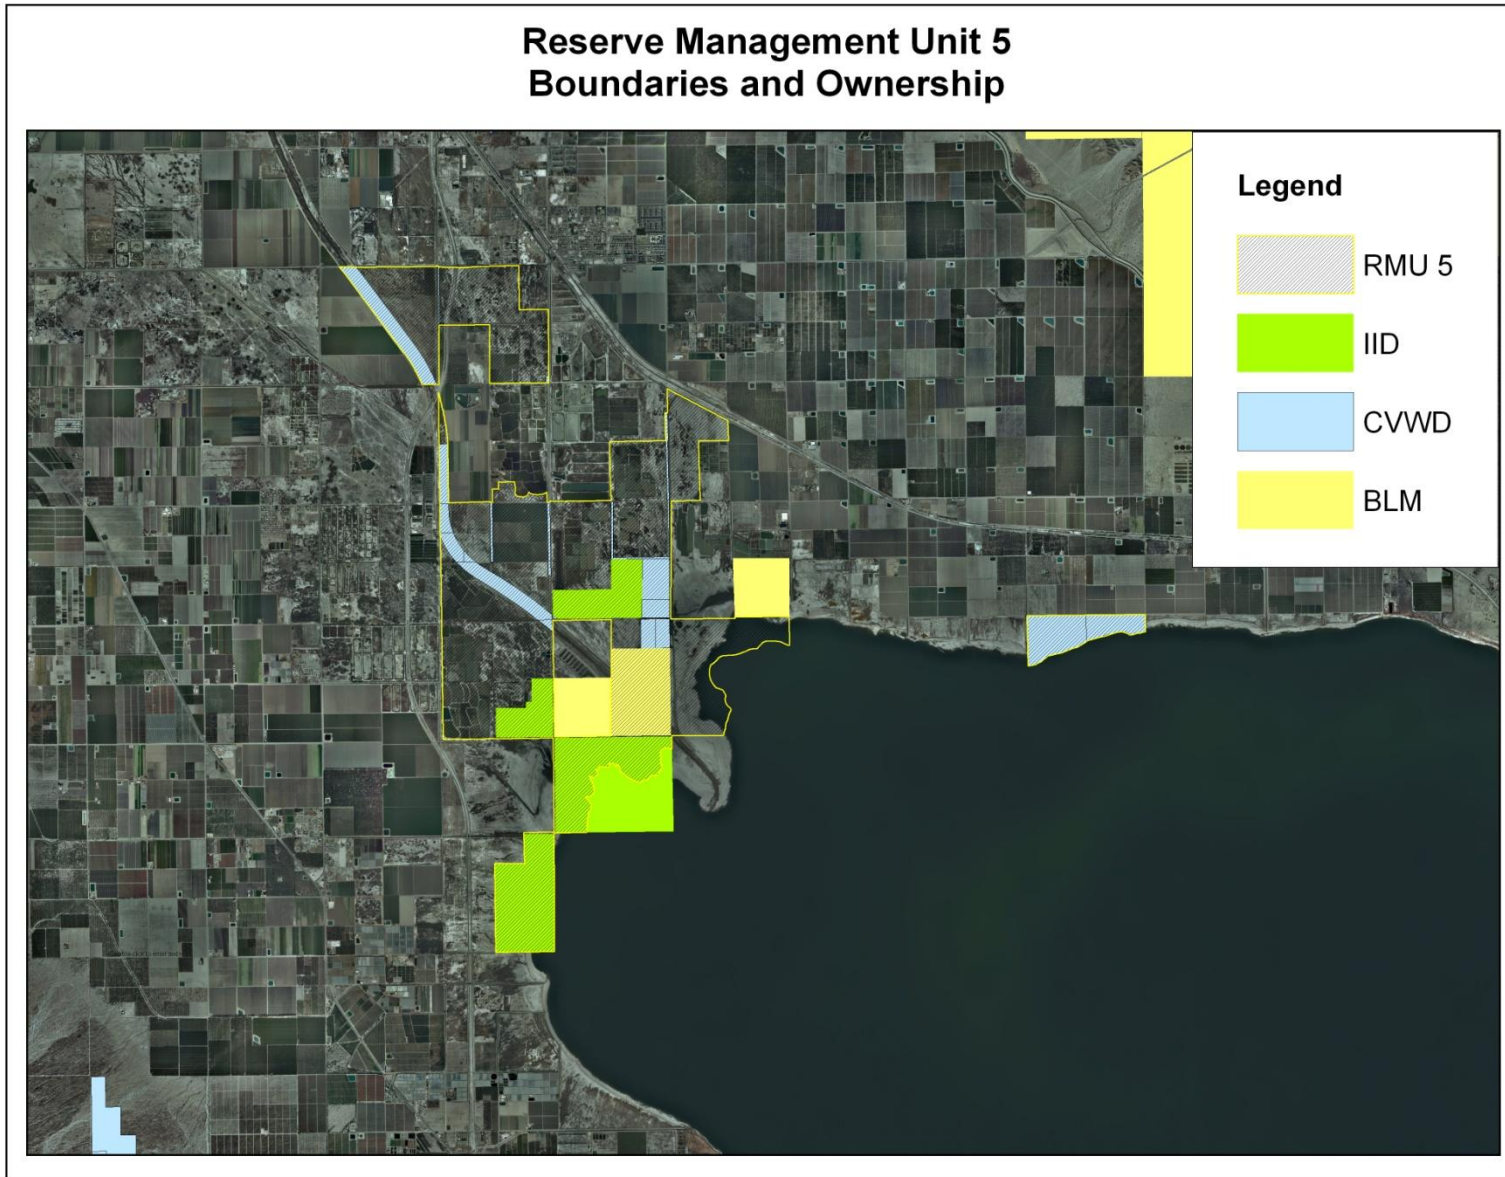 Reserve Management Unit 5
Boundaries and Ownership
Legend
RMU 5
IID
CVWD
BLM